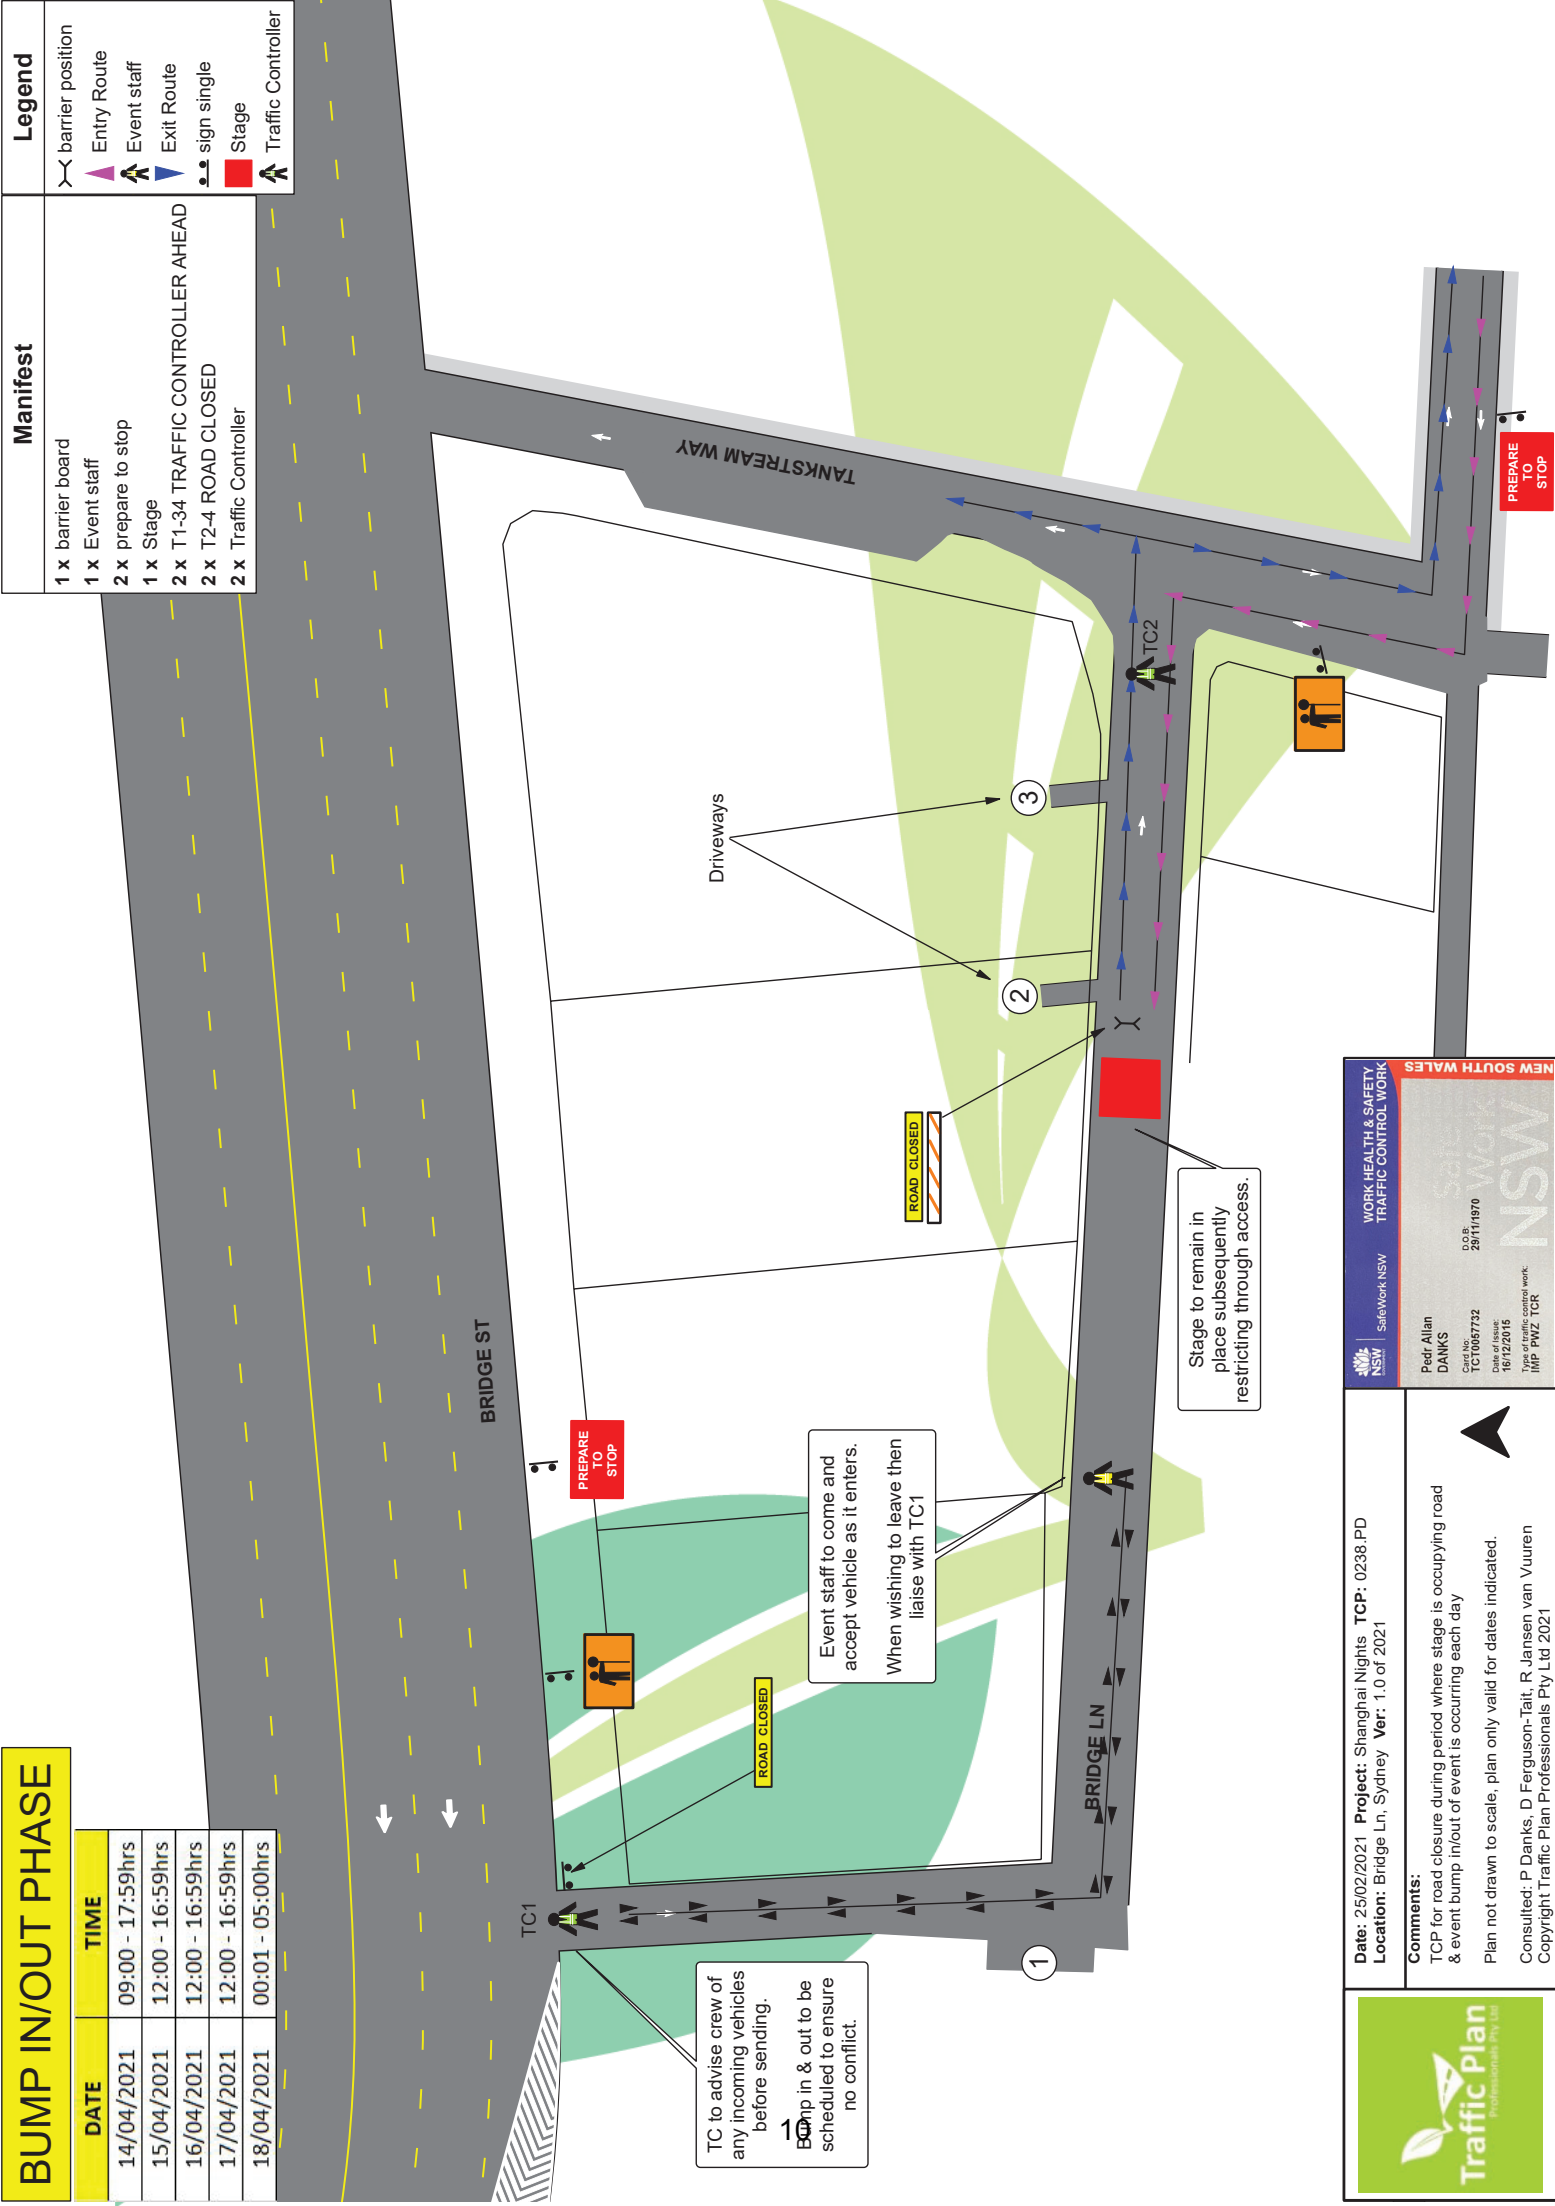 BUMP IN/OUT PHASE
DATE TIME
14/04/2021 09:00 - 17:59hrs
15/04/2021 12:00 - 16:59hrs
16/04/2021 12:00 - 16:59hrs
17/04/2021 12:00 - 16:59hrs
18/04/2021 00:01 - 05:00hrs
Manifest
1 x barrier board
1 x Event staff
2 x prepare to stop
1 x Stage
2 x T1-34 TRAFFIC CONTROLLER AHEAD
2 x T2-4 ROAD CLOSED
2 x Traffic Controller
Legend
barrier position
Entry Route
Event staff
Exit Route
sign single
Stage
Traffic Controller
BRIDGE ST
TANKSTREAM WAY
PREPARE
TO
STOP
TC1
ROAD CLOSED
Driveways
ROAD CLOSED
2
3
TC2
TC to advise crew of
any incoming vehicles
before sending.
Bump in & out to be
scheduled to ensure
no conflict.
10
Event staff to come and
accept vehicle as it enters.
When wishing to leave then
liaise with TC1
1
BRIDGE LN
Stage to remain in
place subsequently
restricting through access.
PREPARE
TO
STOP
Traffic Plan
Professionals Pty Ltd
Date: 25/02/2021 Project: Shanghai Nights TCP: 0238.PD
Location: Bridge Ln, Sydney Ver: 1.0 of 2021
Comments:
TCP for road closure during period where stage is occupying road
& event bump in/out of event is occurring each day
Plan not drawn to scale, plan only valid for dates indicated.
Consulted: P Danks, D Ferguson-Tait, R Jansen van Vuuren
Copyright Traffic Plan Professionals Pty Ltd 2021
NSW
SafeWork NSW
WORK HEALTH & SAFETY
TRAFFIC CONTROL WORK
NEW SOUTH WALES
Pedr Allan
DANKS
Card No:
TCT0057732
D.O.B:
29/11/1970
Date of Issue:
16/12/2015
Type of traffic control work:
IMP PWZ TCR
Safe
Work
NSW